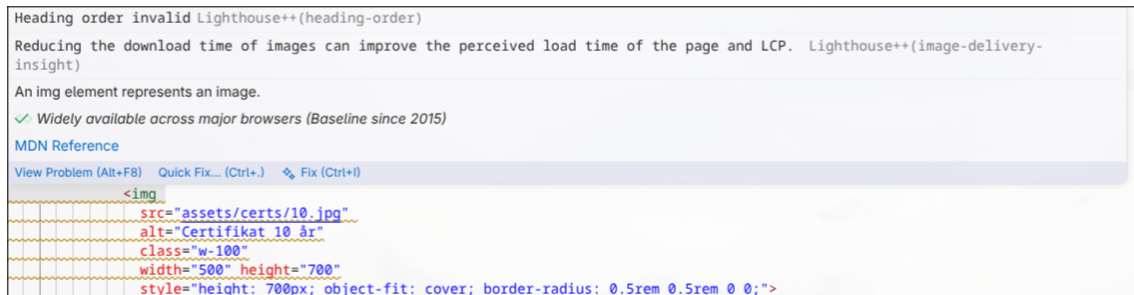 Heading order invalid Lighthouse++(heading-order)
Reducing the download time of images can improve the perceived load time of the page and LCP. Lighthouse++(image-delivery-
insight)
An img element represents an image.
Widely available across major browsers (Baseline since 2015)
MDN Reference
View Problem (Alt+F8) Quick Fix... (Ctrl+.) Fix (Ctrl+I)
<img
src="assets/certs/10.jpg"
alt="Certifikat 10 år"
class="w-100"
width="500" height="700"
style="height: 700px; object-fit: cover; border-radius: 0.5rem 0.5rem 0 0;">